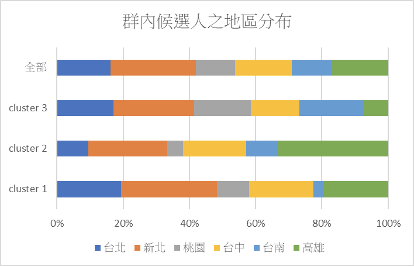 群內候選人之地區分布
全部
cluster 3
cluster 2
cluster 1
0% 20% 40% 60% 80% 100%
台北 新北 桃園 台中 台南 高雄